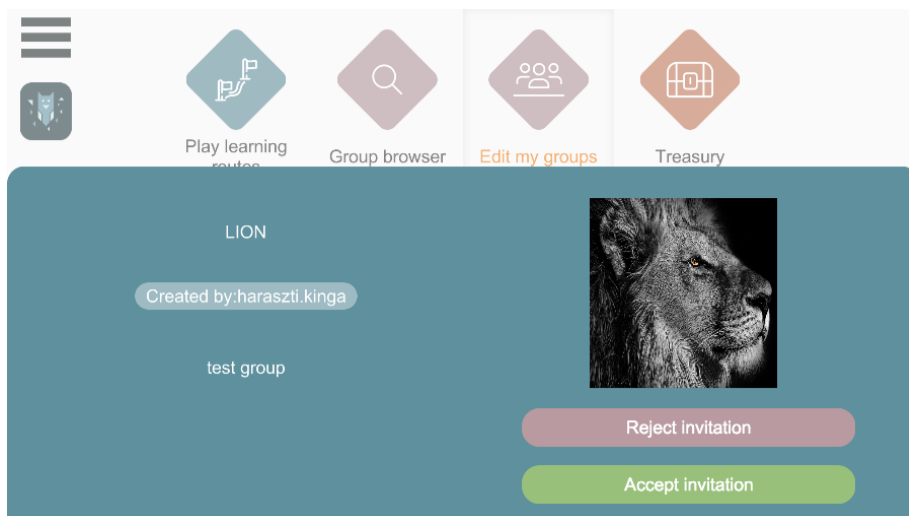 Play learning
routes
Group browser
Edit my groups
Treasury
LION
Created by:haraszti.kinga
test group
Reject invitation
Accept invitation